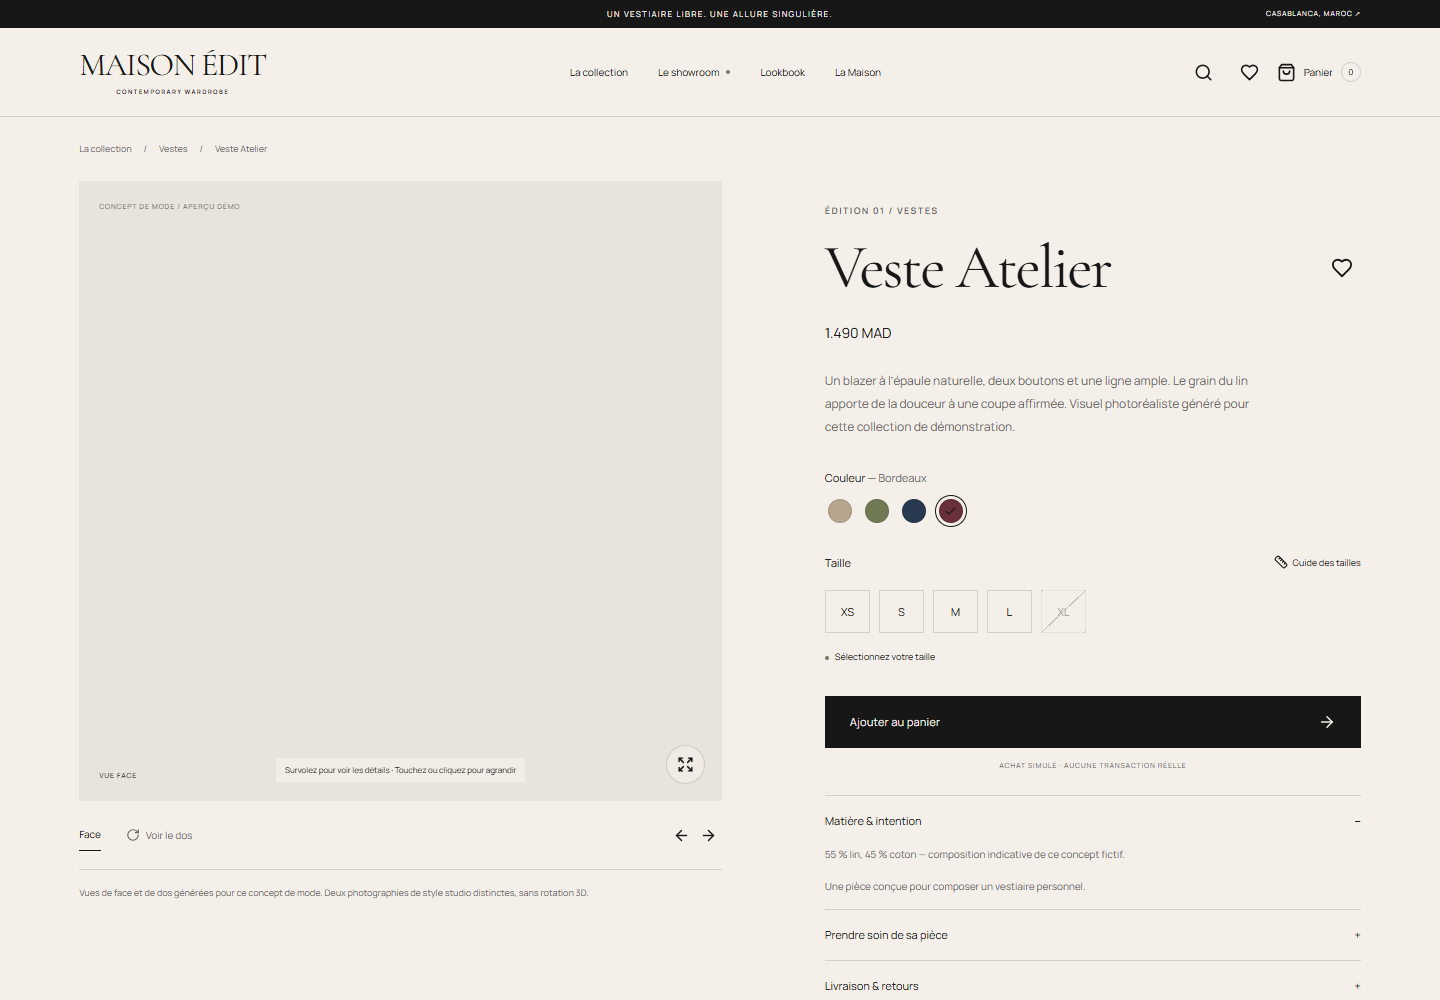 UN VESTIAIRE LIBRE. UNE ALLURE SINGULIÈRE.
CASABLANCA, MAROC ↗
MAISON ÉDIT
CONTEMPORARY WARDROBE
La collection
Le showroom
Lookbook
La Maison
Panier 0
La collection / Vestes / Veste Atelier
CONCEPT DE MODE / APERÇU DÉMO
VUE FACE
Survolez pour voir les détails · Touchez ou cliquez pour agrandir
Face
Voir le dos
Vues de face et de dos générées pour ce concept de mode. Deux photographies de style studio distinctes, sans rotation 3D.
ÉDITION 01 / VESTES
Veste Atelier
1.490 MAD
Un blazer à l'épaule naturelle, deux boutons et une ligne ample. Le grain du lin
apporte de la douceur à une coupe affirmée. Visuel photoréaliste généré pour
cette collection de démonstration.
Couleur — Bordeaux
Taille
Guide des tailles
XS
S
M
L
XL
Sélectionnez votre taille
Ajouter au panier
ACHAT SIMULÉ · AUCUNE TRANSACTION RÉELLE
Matière & intention −
55 % lin, 45 % coton — composition indicative de ce concept fictif.
Une pièce conçue pour composer un vestiaire personnel.
Prendre soin de sa pièce +
Livraison & retours +